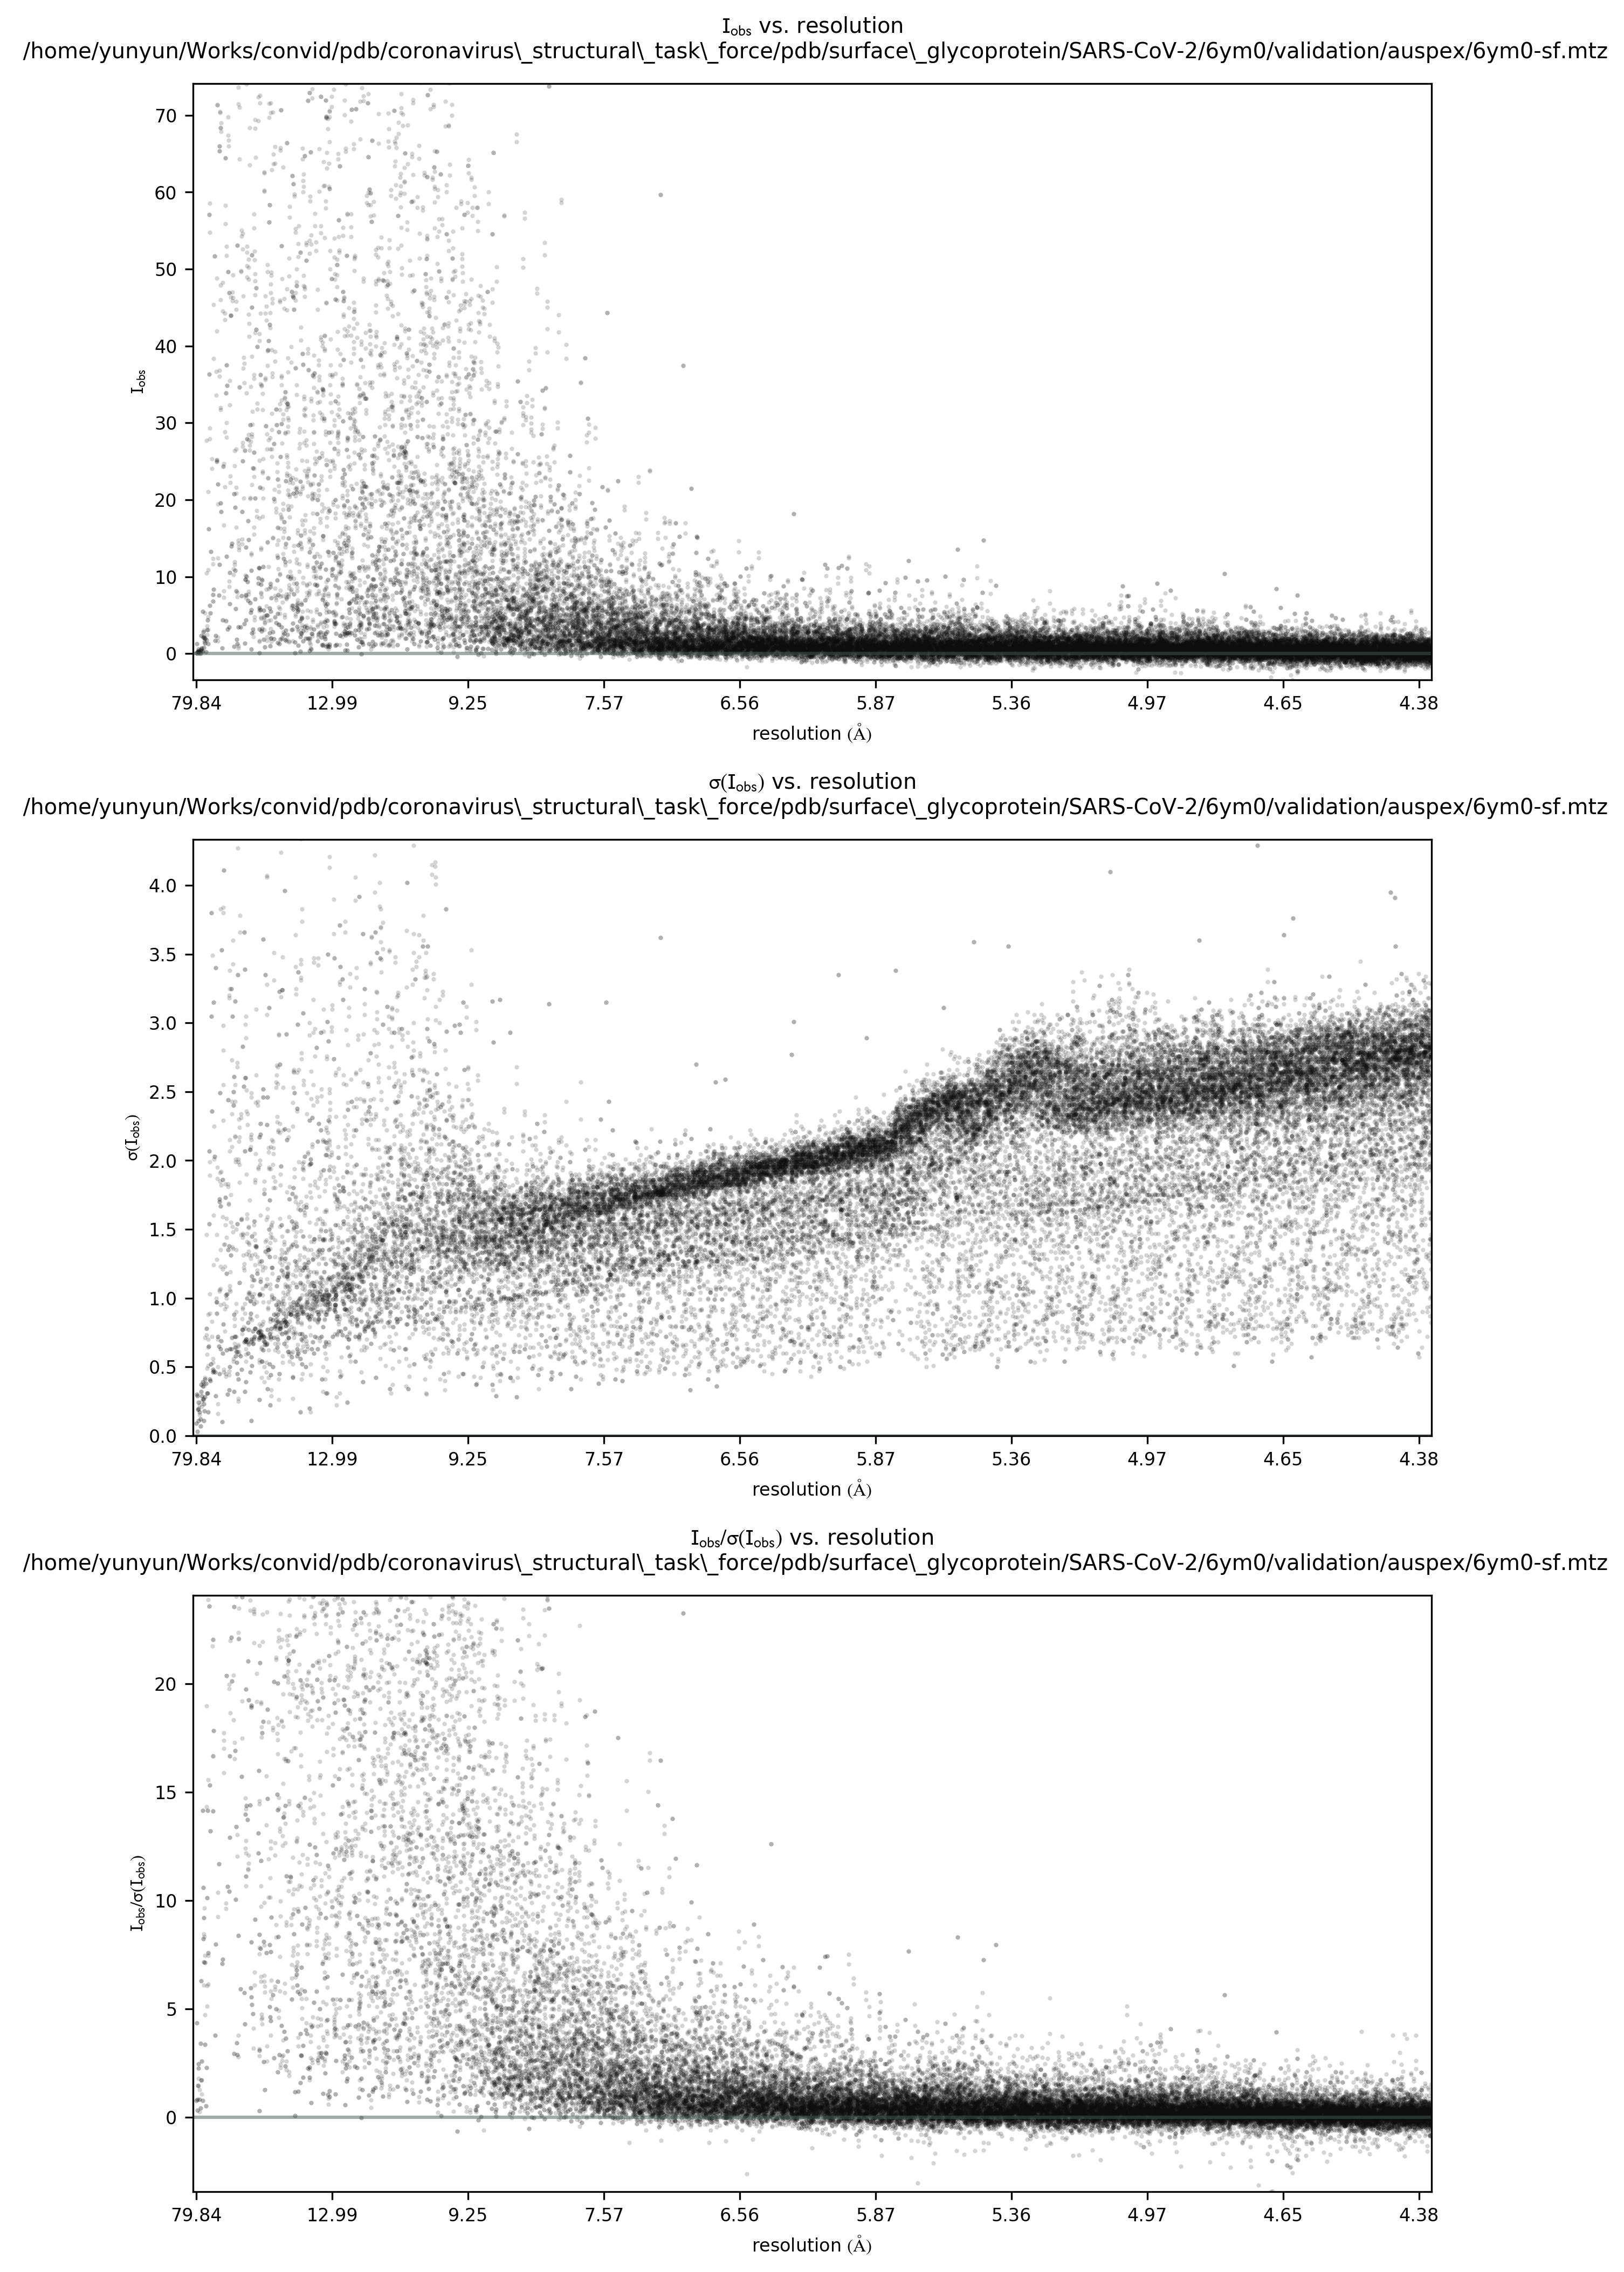 Iobs vs. resolution
/home/yunyun/Works/convid/pdb/coronavirus\_structural\_task\_force/pdb/surface\_glycoprotein/SARS-CoV-2/6ym0/validation/auspex/6ym0-sf.mtz
70
60
50
40
30
20
10
0
Iobs
79.84 12.99 9.25 7.57 6.56 5.87 5.36 4.97 4.65 4.38
resolution (Å)
σ(Iobs) vs. resolution
/home/yunyun/Works/convid/pdb/coronavirus\_structural\_task\_force/pdb/surface\_glycoprotein/SARS-CoV-2/6ym0/validation/auspex/6ym0-sf.mtz
4.0
3.5
3.0
2.5
2.0
1.5
1.0
0.5
0.0
σ(Iobs)
79.84 12.99 9.25 7.57 6.56 5.87 5.36 4.97 4.65 4.38
resolution (Å)
Iobs/σ(Iobs) vs. resolution
/home/yunyun/Works/convid/pdb/coronavirus\_structural\_task\_force/pdb/surface\_glycoprotein/SARS-CoV-2/6ym0/validation/auspex/6ym0-sf.mtz
20
15
10
5
0
Iobs/σ(Iobs)
79.84 12.99 9.25 7.57 6.56 5.87 5.36 4.97 4.65 4.38
resolution (Å)